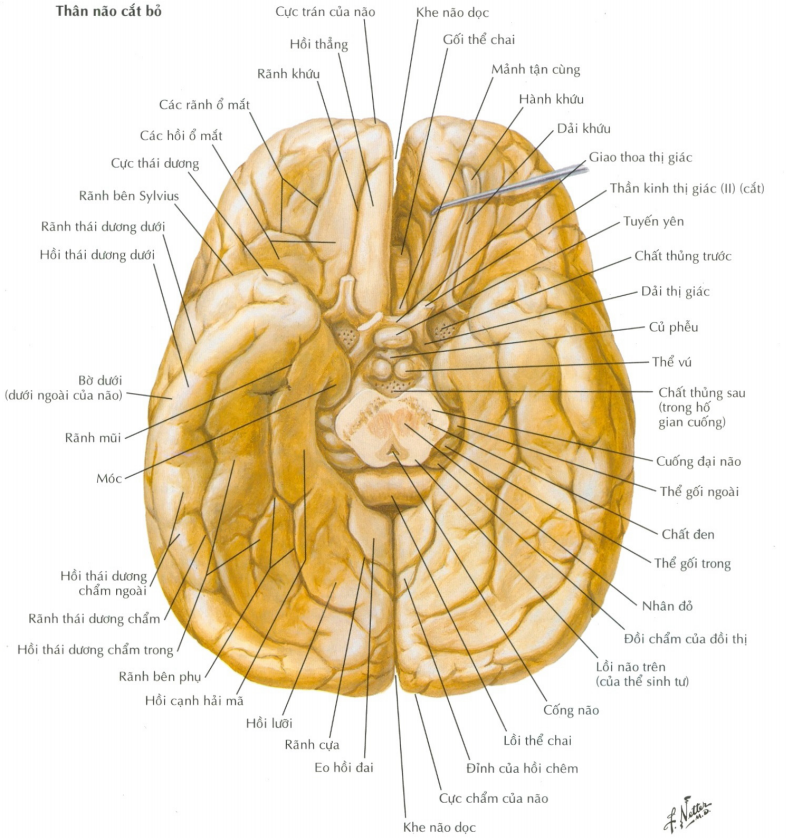 Thân não cắt bỏ
Cực trán của não
Khe não dọc
Hồi thẳng
Gối thể chai
Rãnh khứu
Mảnh tận cùng
Các rãnh ổ mắt
Hành khứu
Các hồi ổ mắt
Dải khứu
Cực thái dương
Giao thoa thị giác
Rãnh bên Sylvius
Thần kinh thị giác (II) (cắt)
Rãnh thái dương dưới
Tuyến yên
Hồi thái dương dưới
Chất thủng trước
Dải thị giác
Củ phễu
Thể vú
Bờ dưới
(dưới ngoài của não)
Chất thủng sau
(trong hố
gian cuống)
Rãnh mũi
Cuống đại não
Móc
Thể gối ngoài
Chất đen
Thể gối trong
Hồi thái dương
chẩm ngoài
Nhân đỏ
Rãnh thái dương chẩm
Đồi chẩm của đồi thị
Hồi thái dương chẩm trong
Lồi não trên
(của thể sinh tư)
Rãnh bên phụ
Hồi cạnh hải mã
Cống não
Hồi lưỡi
Rãnh cựa
Lồi thể chai
Eo hồi đai
Đỉnh của hồi chêm
Cực chẩm của não
Khe não dọc
F. Netter
M.D.